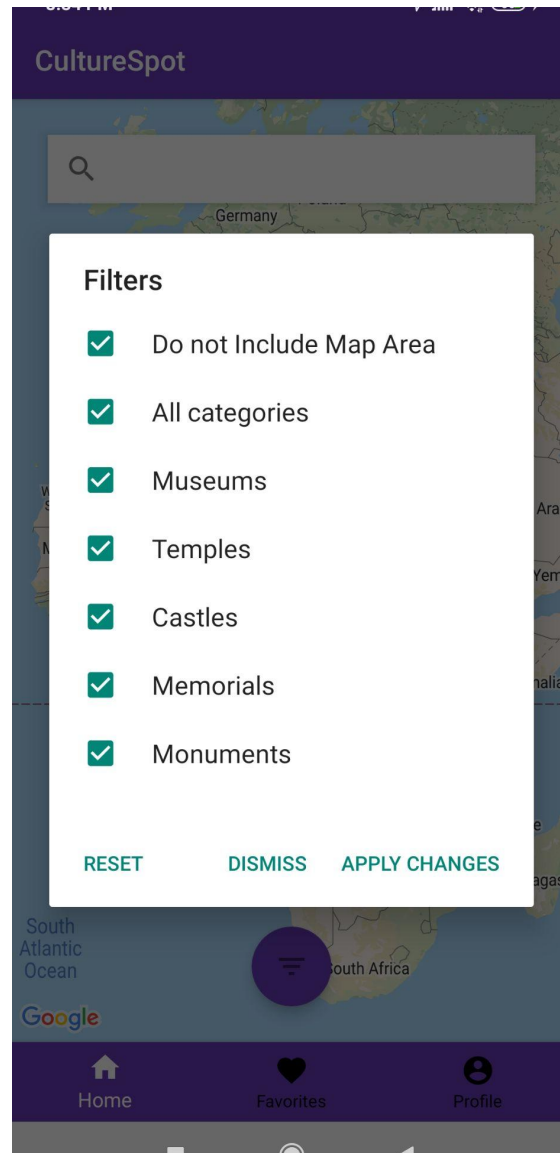 CultureSpot
Germany
Filters
Do not Include Map Area
All categories
Museums
Temples
Castles
Memorials
Monuments
RESET DISMISS APPLY CHANGES
South
Atlantic
Ocean
South Africa
Google
Home Favorites Profile